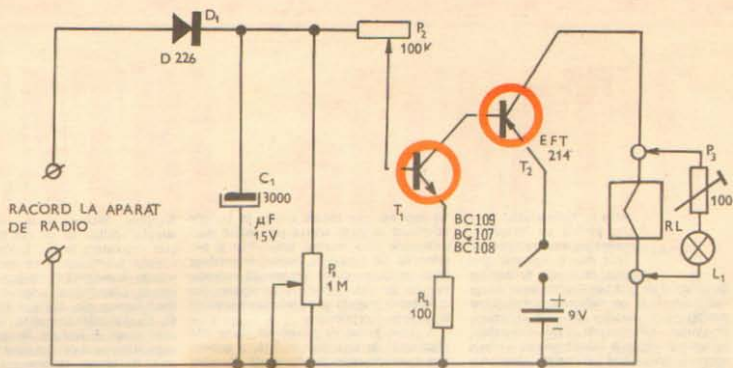 D1
D 226
P2
100K
C1
3000
μF
15V
RACORD LA APARAT
DE RADIO
P1
1 M
T1
BC109
BC107
BC108
R1
100
EFT
214
T2
+
9V
−
RL
P3
100
L1